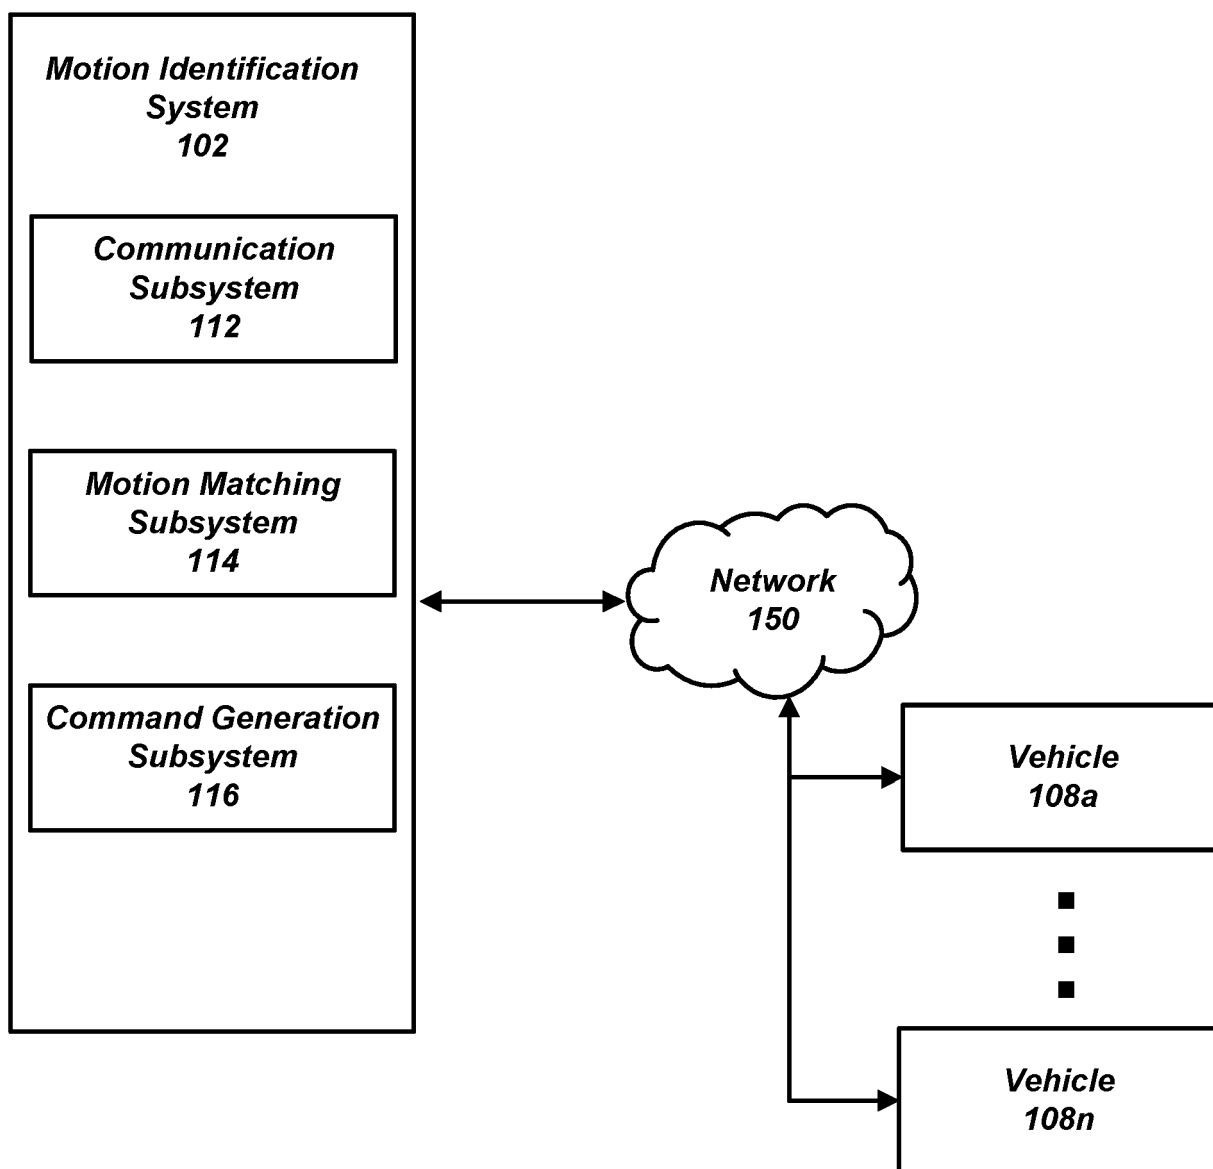 Motion Identification
System
102
Communication
Subsystem
112
Motion Matching
Subsystem
114
Command Generation
Subsystem
116
Network
150
Vehicle
108a
Vehicle
108n